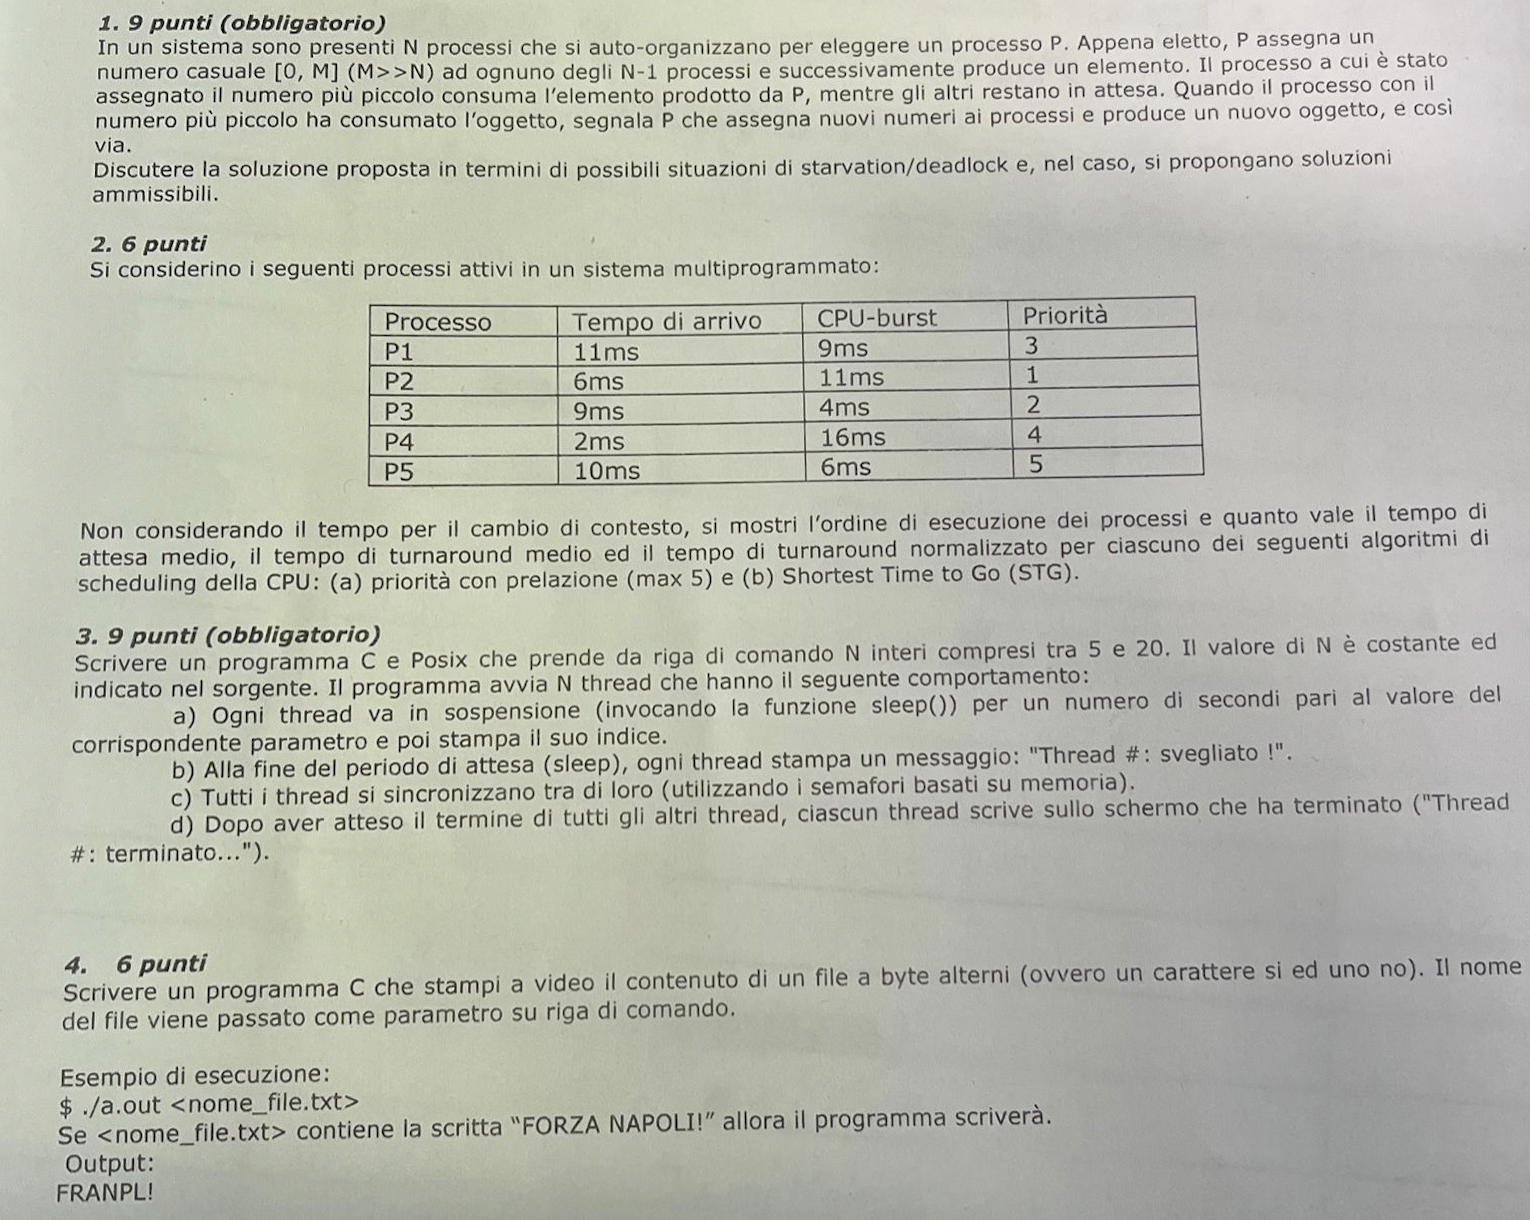 1. 9 punti (obbligatorio)
In un sistema sono presenti N processi che si auto-organizzano per eleggere un processo P. Appena eletto, P assegna un
numero casuale [0, M] (M>>N) ad ognuno degli N-1 processi e successivamente produce un elemento. Il processo a cui è stato
assegnato il numero più piccolo consuma l'elemento prodotto da P, mentre gli altri restano in attesa. Quando il processo con il
numero più piccolo ha consumato l'oggetto, segnala P che assegna nuovi numeri ai processi e produce un nuovo oggetto, e così
via.
Discutere la soluzione proposta in termini di possibili situazioni di starvation/deadlock e, nel caso, si propongano soluzioni
ammissibili.
2. 6 punti
Si considerino i seguenti processi attivi in un sistema multiprogrammato:
Processo Tempo di arrivo CPU-burst Priorità
P1 11ms 9ms 3
P2 6ms 11ms 1
P3 9ms 4ms 2
P4 2ms 16ms 4
P5 10ms 6ms 5
Non considerando il tempo per il cambio di contesto, si mostri l'ordine di esecuzione dei processi e quanto vale il tempo di
attesa medio, il tempo di turnaround medio ed il tempo di turnaround normalizzato per ciascuno dei seguenti algoritmi di
scheduling della CPU: (a) priorità con prelazione (max 5) e (b) Shortest Time to Go (STG).
3. 9 punti (obbligatorio)
Scrivere un programma C e Posix che prende da riga di comando N interi compresi tra 5 e 20. Il valore di N è costante ed
indicato nel sorgente. Il programma avvia N thread che hanno il seguente comportamento:
a) Ogni thread va in sospensione (invocando la funzione sleep()) per un numero di secondi pari al valore del
corrispondente parametro e poi stampa il suo indice.
b) Alla fine del periodo di attesa (sleep), ogni thread stampa un messaggio: "Thread #: svegliato !".
c) Tutti i thread si sincronizzano tra di loro (utilizzando i semafori basati su memoria).
d) Dopo aver atteso il termine di tutti gli altri thread, ciascun thread scrive sullo schermo che ha terminato ("Thread
#: terminato...").
4. 6 punti
Scrivere un programma C che stampi a video il contenuto di un file a byte alterni (ovvero un carattere si ed uno no). Il nome
del file viene passato come parametro su riga di comando.
Esempio di esecuzione:
$ ./a.out <nome_file.txt>
Se <nome_file.txt> contiene la scritta "FORZA NAPOLI!" allora il programma scriverà.
Output:
FRANPL!